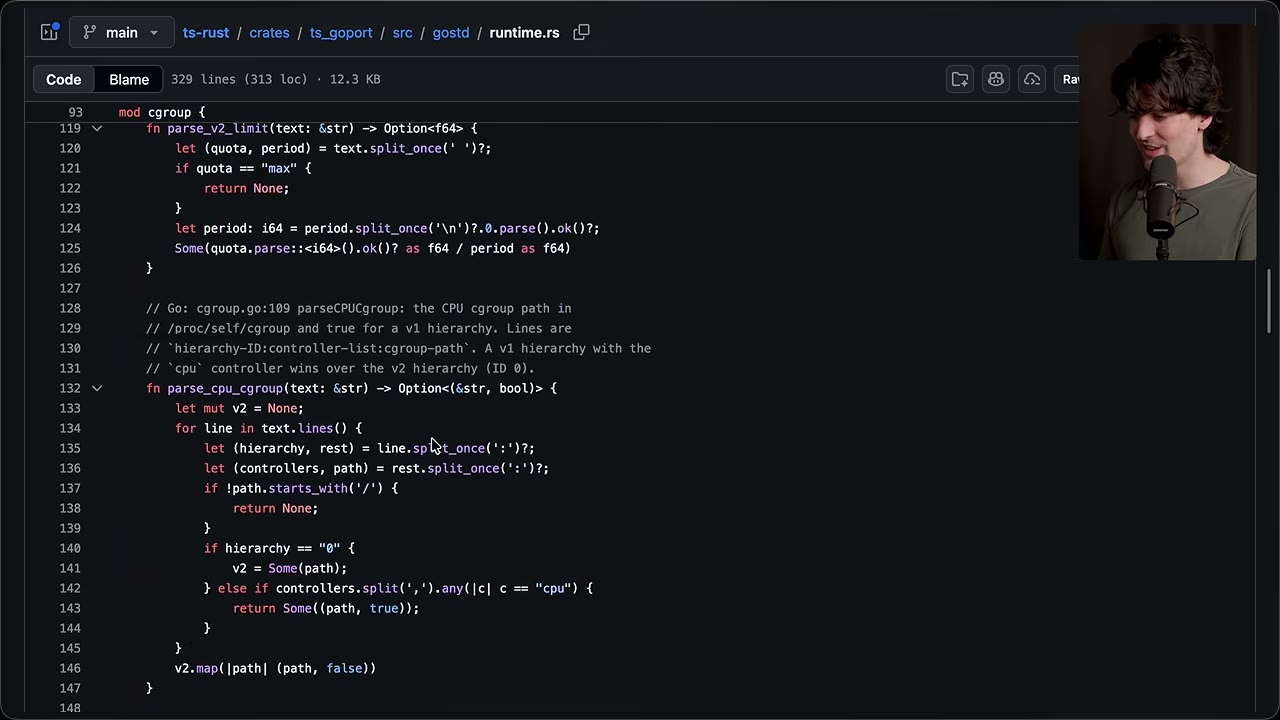 main
ts-rust / crates / ts_goport / src / gostd / runtime.rs
Code Blame 329 lines (313 loc) · 12.3 KB
93 mod cgroup {
119 fn parse_v2_limit(text: &str) -> Option<f64> {
120 let (quota, period) = text.split_once(' ')?;
121 if quota == "max" {
122 return None;
123 }
124 let period: i64 = period.split_once('\n')?.0.parse().ok()?;
125 Some(quota.parse::<i64>().ok()? as f64 / period as f64)
126 }
127
128 // Go: cgroup.go:109 parseCPUCgroup: the CPU cgroup path in
129 // /proc/self/cgroup and true for a v1 hierarchy. Lines are
130 // `hierarchy-ID:controller-list:cgroup-path`. A v1 hierarchy with the
131 // `cpu` controller wins over the v2 hierarchy (ID 0).
132 fn parse_cpu_cgroup(text: &str) -> Option<(&str, bool)> {
133 let mut v2 = None;
134 for line in text.lines() {
135 let (hierarchy, rest) = line.split_once(':')?;
136 let (controllers, path) = rest.split_once(':')?;
137 if !path.starts_with('/') {
138 return None;
139 }
140 if hierarchy == "0" {
141 v2 = Some(path);
142 } else if controllers.split(',').any(|c| c == "cpu") {
143 return Some((path, true));
144 }
145 }
146 v2.map(|path| (path, false))
147 }
148